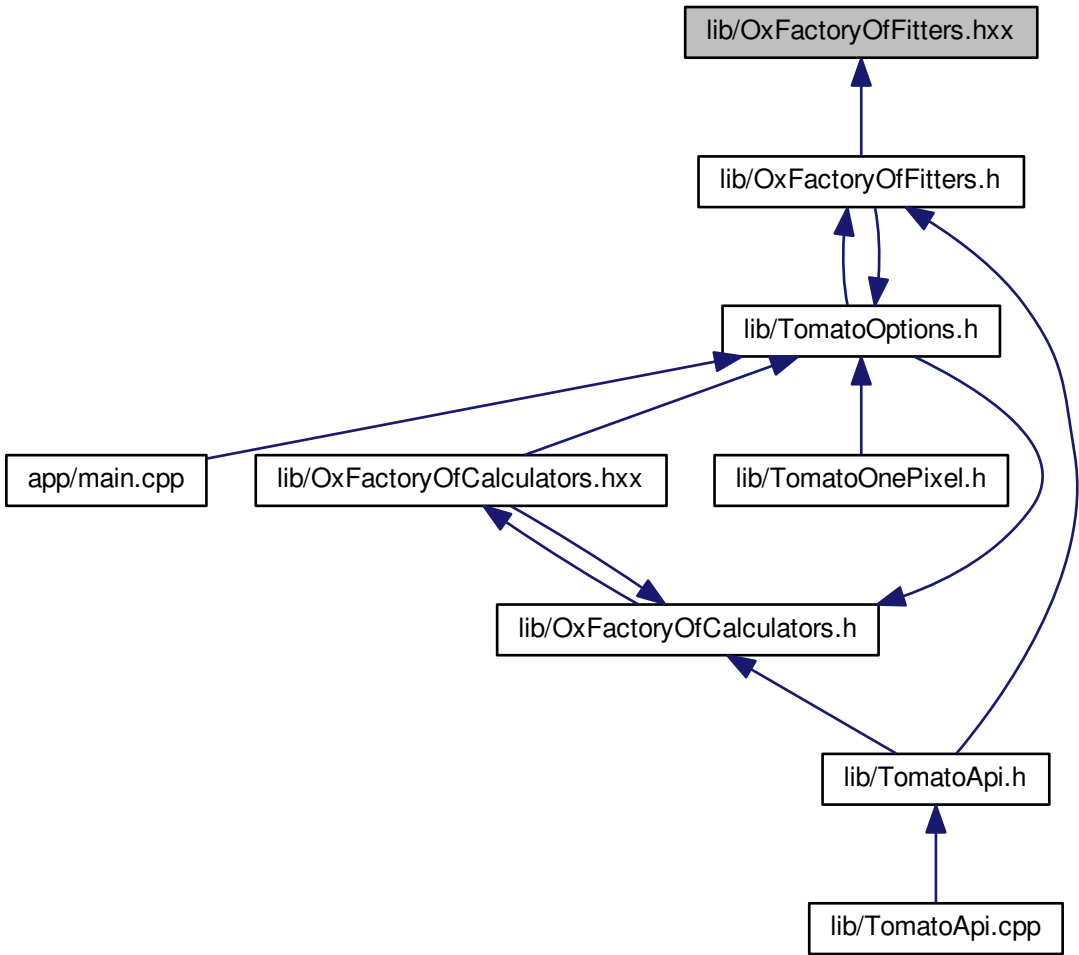 lib/OxFactoryOfFitters.hxx
lib/OxFactoryOfFitters.h
lib/TomatoOptions.h
app/main.cpp
lib/OxFactoryOfCalculators.hxx
lib/TomatoOnePixel.h
lib/OxFactoryOfCalculators.h
lib/TomatoApi.h
lib/TomatoApi.cpp